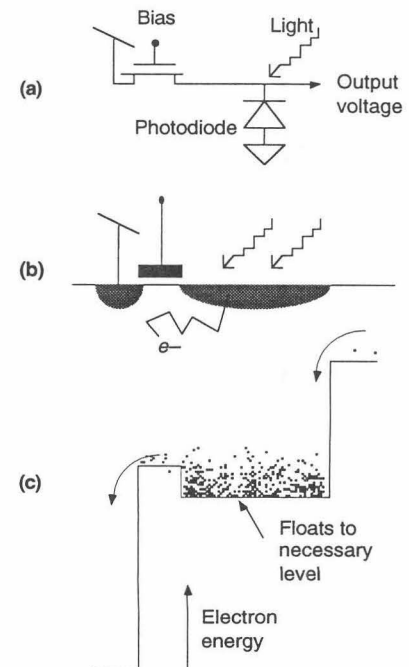 Bias
Light
(a)
Output
voltage
Photodiode
(b)
e–
(c)
Floats to
necessary
level
Electron
energy